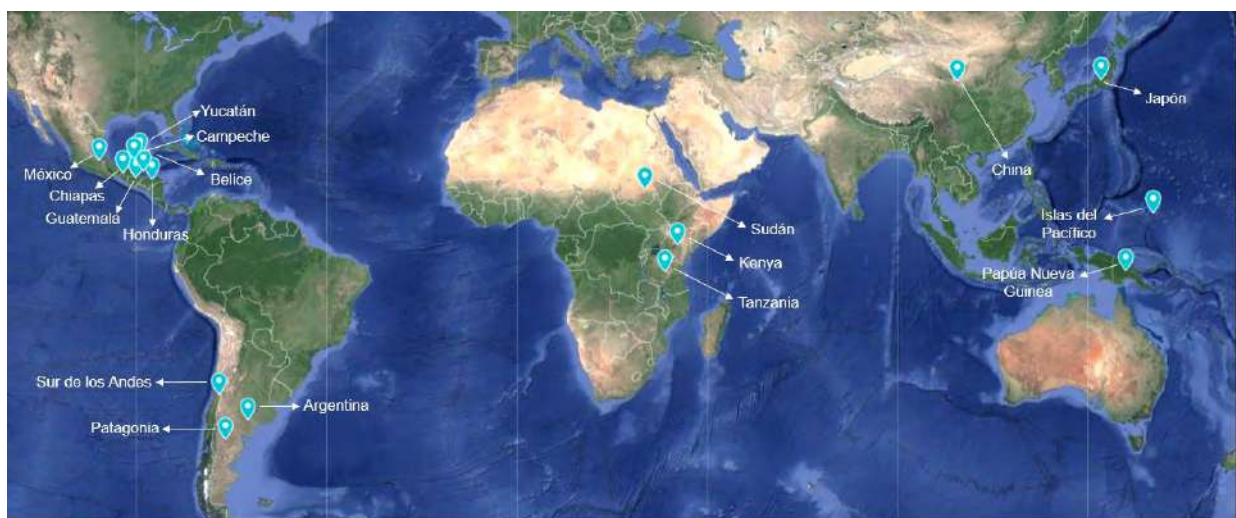 Yucatán
Campeche
México
Belice
Chiapas
Guatemala
Honduras
Sudán
Kenya
Tanzania
China
Japón
Islas del
Pacífico
Papúa Nueva
Guinéa
Sur de los Andes
Argentina
Patagonia